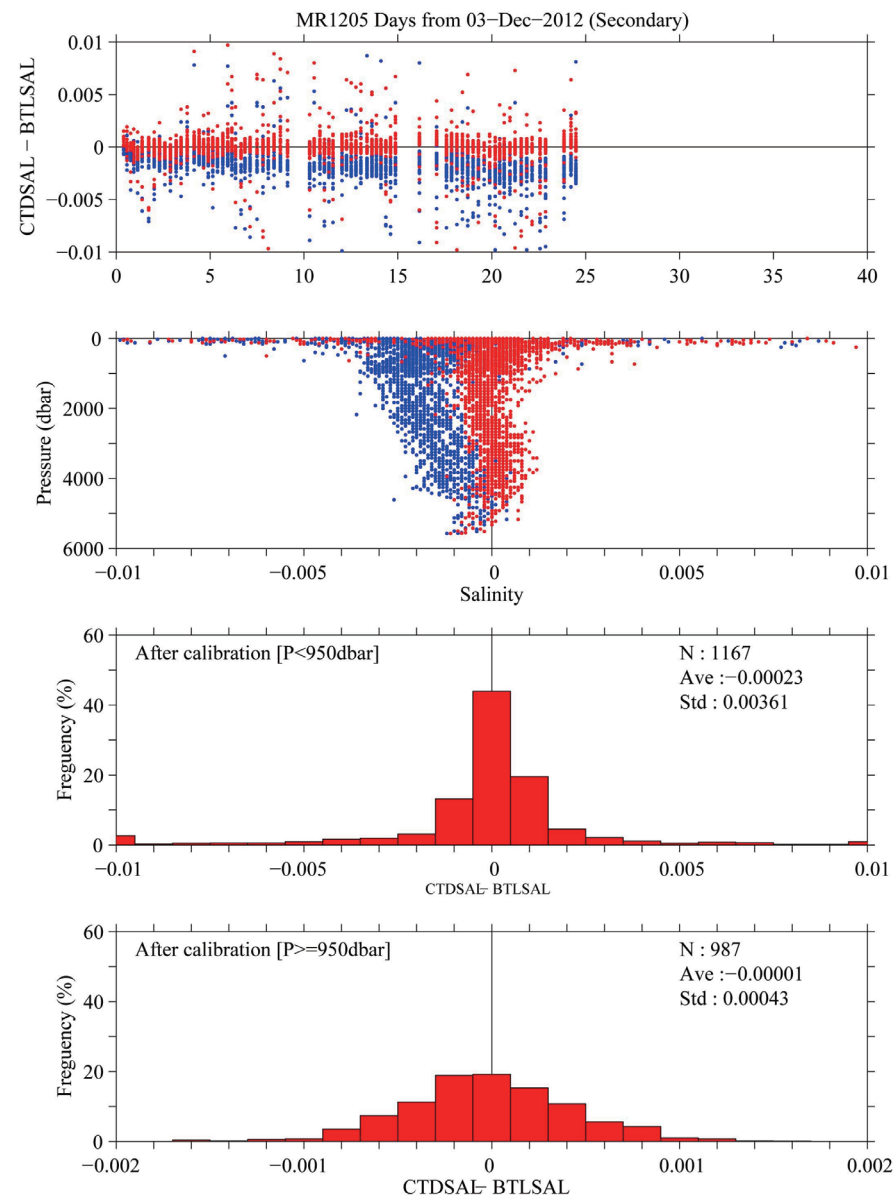 MR1205 Days from 03−Dec−2012 (Secondary)
CTDSAL − BTLSAL
0.01
0.005
0
−0.005
−0.01
0 5 10 15 20 25 30 35 40
Pressure (dbar)
0
2000
4000
6000
−0.01 −0.005 0 0.005 0.01
Salinity
After calibration [P<950dbar]
N : 1167
Ave :−0.00023
Std : 0.00361
Freguency (%)
60
40
20
0
−0.01 −0.005 0 0.005 0.01
CTDSAL− BTLSAL
After calibration [P>=950dbar]
N : 987
Ave :−0.00001
Std : 0.00043
Freguency (%)
60
40
20
0
−0.002 −0.001 0 0.001 0.002
CTDSAL− BTLSAL